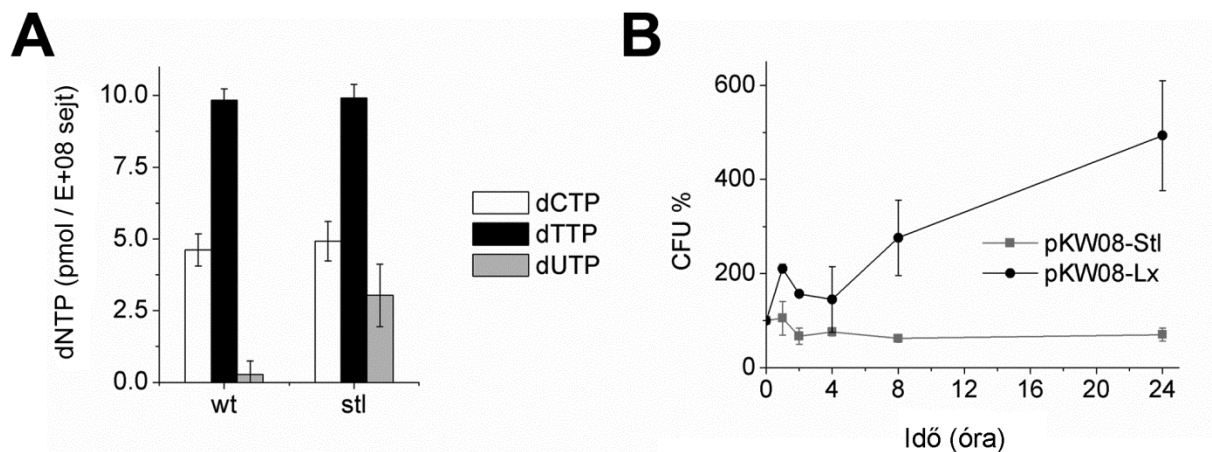 A
dNTP (pmol / E+08 sejt)
10.0
7.5
5.0
2.5
0.0
wt
stl
dCTP
dTTP
dUTP
B
CFU %
600
400
200
0
0
4
8
12
16
20
24
Idő (óra)
pKW08-Stl
pKW08-Lx